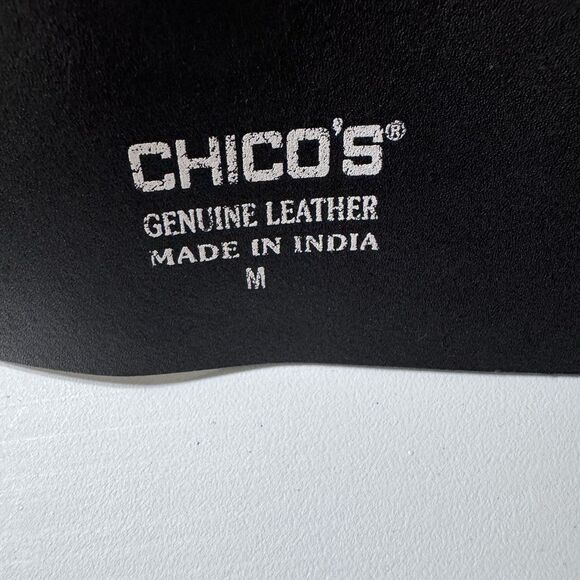 CHICO'S®
GENUINE LEATHER
MADE IN INDIA
M